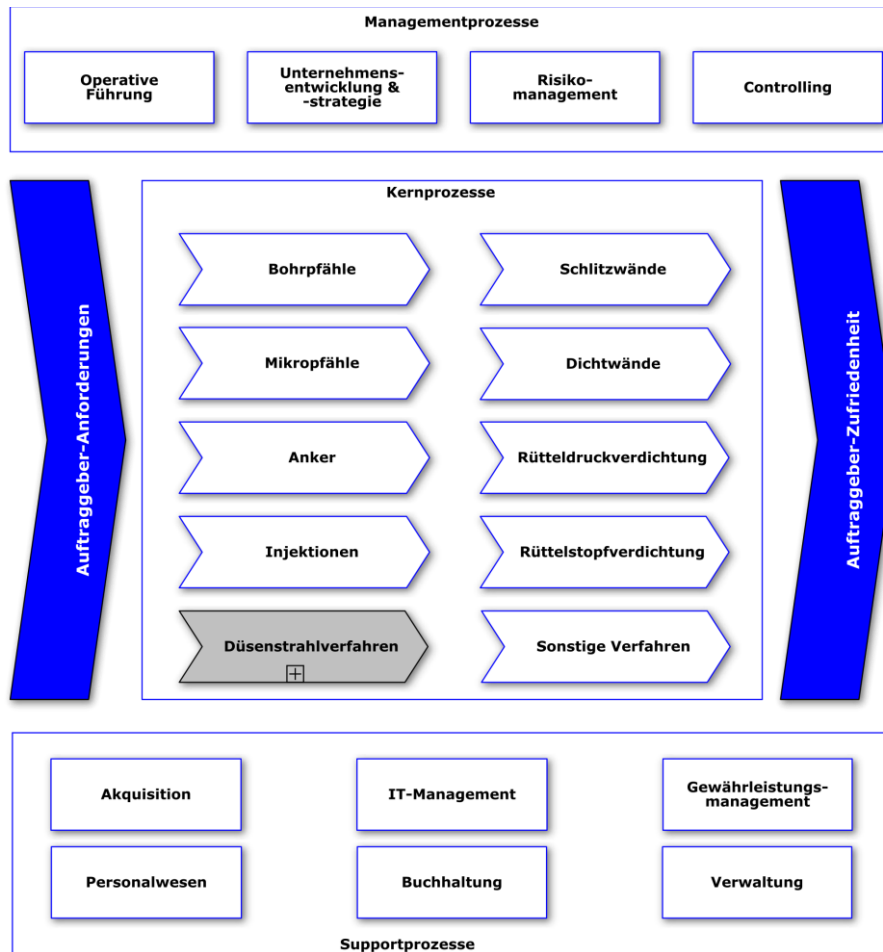 Managementprozesse
Operative
Führung
Unternehmens-
entwicklung &
-strategie
Risiko-
management
Controlling
Auftraggeber-Anforderungen
Kernprozesse
Bohrpfähle
Schlitzwände
Mikropfähle
Dichtwände
Anker
Rütteldruckverdichtung
Injektionen
Rüttelstopfverdichtung
Düsenstrahlverfahren
Sonstige Verfahren
Auftraggeber-Zufriedenheit
Akquisition
IT-Management
Gewährleistungs-
management
Personalwesen
Buchhaltung
Verwaltung
Supportprozesse